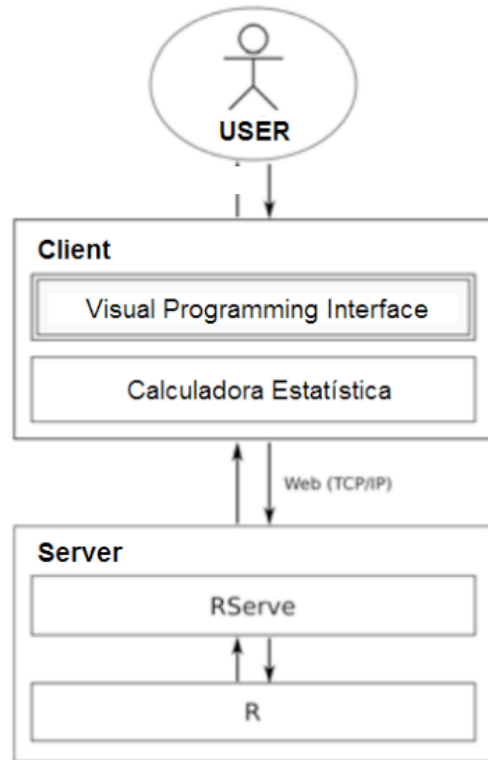 USER
Client
Visual Programming Interface
Calculadora Estatística
Web (TCP/IP)
Server
RServe
R